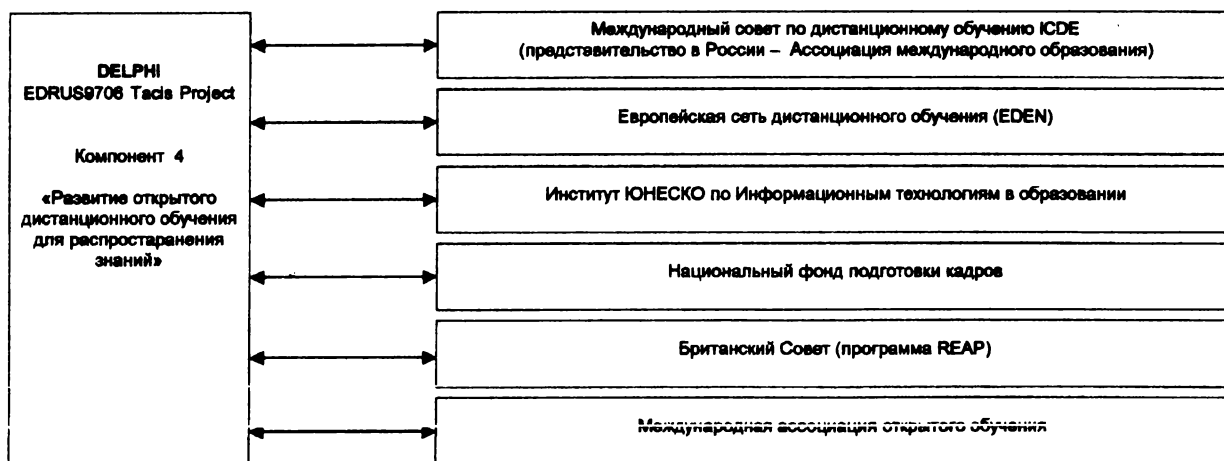 DELPHI
EDRUS9706 Tacis Project
Компонент 4
«Развитие открытого
дистанционного обучения
для распростаранения
знаний»
Международный совет по дистанционному обучению ICDE
(представительство в России – Ассоциация международного образования)
Европейская сеть дистанционного обучения (EDEN)
Институт ЮНЕСКО по Информационным технологиям в образовании
Национальный фонд подготовки кадров
Британский Совет (программа REAP)
Международная ассоциация открытого обучения